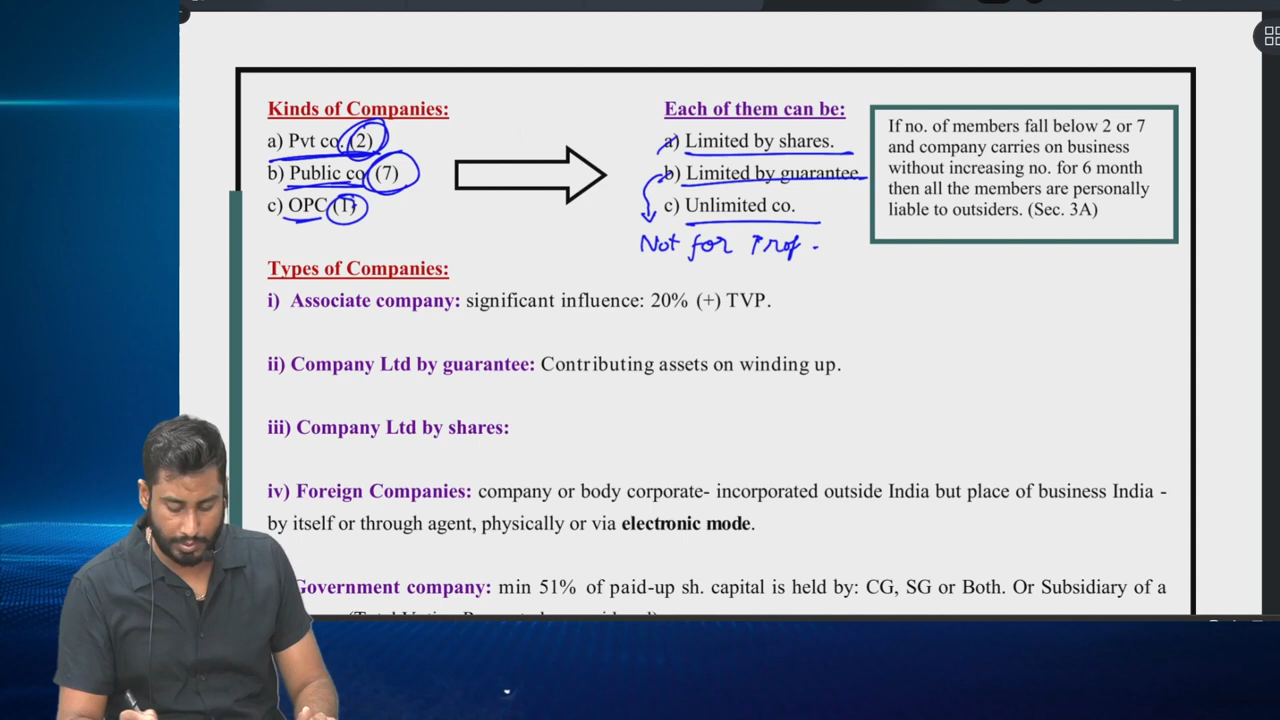 Kinds of Companies:
a) Pvt co. (2)
b) Public co (7)
c) OPC (1)
Each of them can be:
a) Limited by shares.
b) Limited by guarantee.
c) Unlimited co.
Not for Prof.
If no. of members fall below 2 or 7
and company carries on business
without increasing no. for 6 month
then all the members are personally
liable to outsiders. (Sec. 3A)
Types of Companies:
i) Associate company: significant influence: 20% (+) TVP.
ii) Company Ltd by guarantee: Contributing assets on winding up.
iii) Company Ltd by shares:
iv) Foreign Companies: company or body corporate- incorporated outside India but place of business India -
by itself or through agent, physically or via electronic mode.
Government company: min 51% of paid-up sh. capital is held by: CG, SG or Both. Or Subsidiary of a